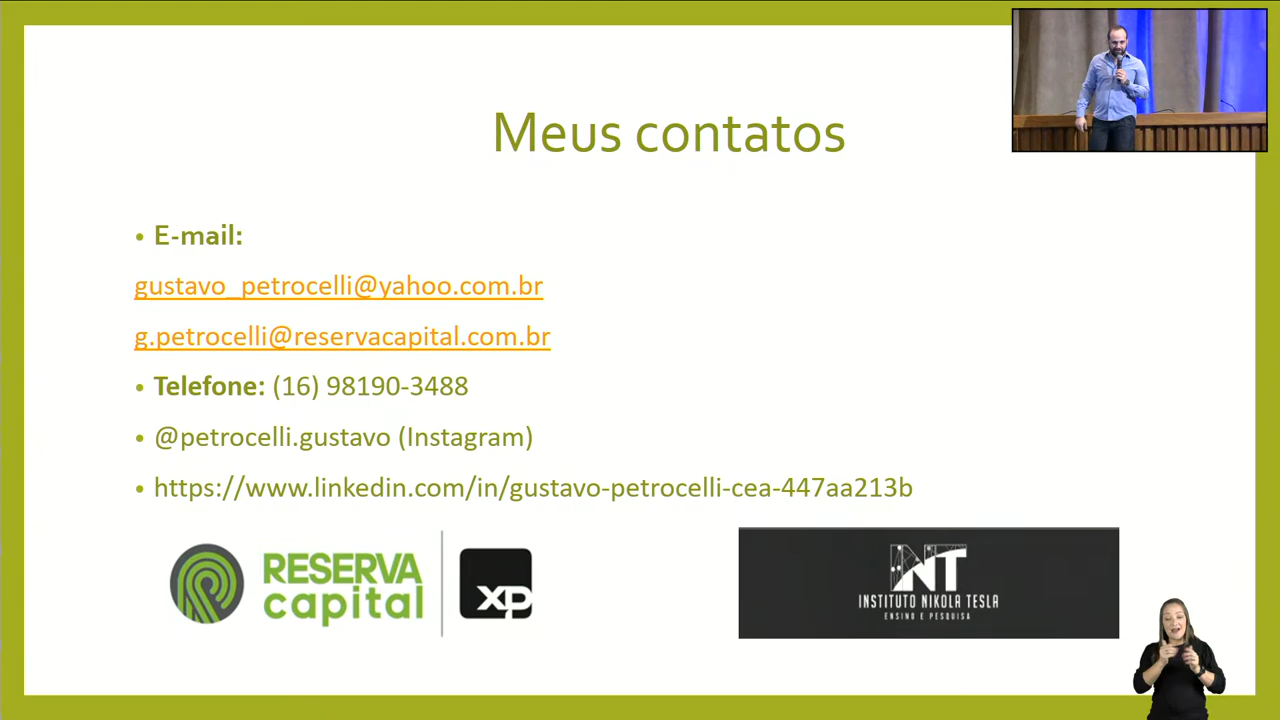 Meus contatos
• E-mail:
gustavo_petrocelli@yahoo.com.br
g.petrocelli@reservacapital.com.br
• Telefone: (16) 98190-3488
• @petrocelli.gustavo (Instagram)
• https://www.linkedin.com/in/gustavo-petrocelli-cea-447aa213b
RESERVA
capital
xp
NT
INSTITUTO NIKOLA TESLA
ENSINO E PESQUISA